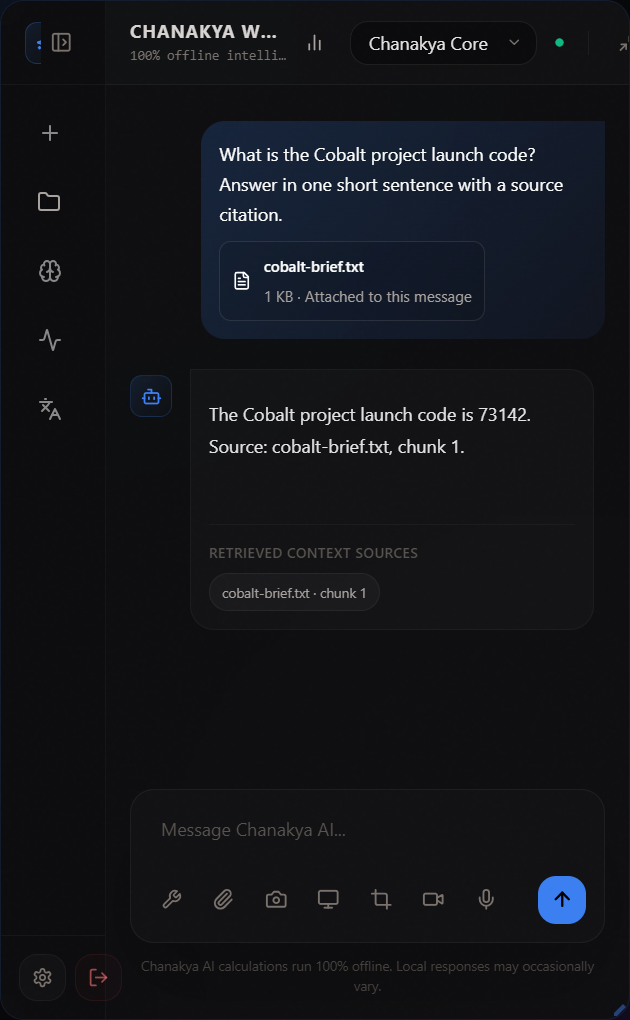 CHANAKYA W...
100% offline intelli...
Chanakya Core
What is the Cobalt project launch code?
Answer in one short sentence with a source
citation.
cobalt-brief.txt
1 KB · Attached to this message
The Cobalt project launch code is 73142.
Source: cobalt-brief.txt, chunk 1.
RETRIEVED CONTEXT SOURCES
cobalt-brief.txt · chunk 1
Message Chanakya AI...
Chanakya AI calculations run 100% offline. Local responses may occasionally
vary.